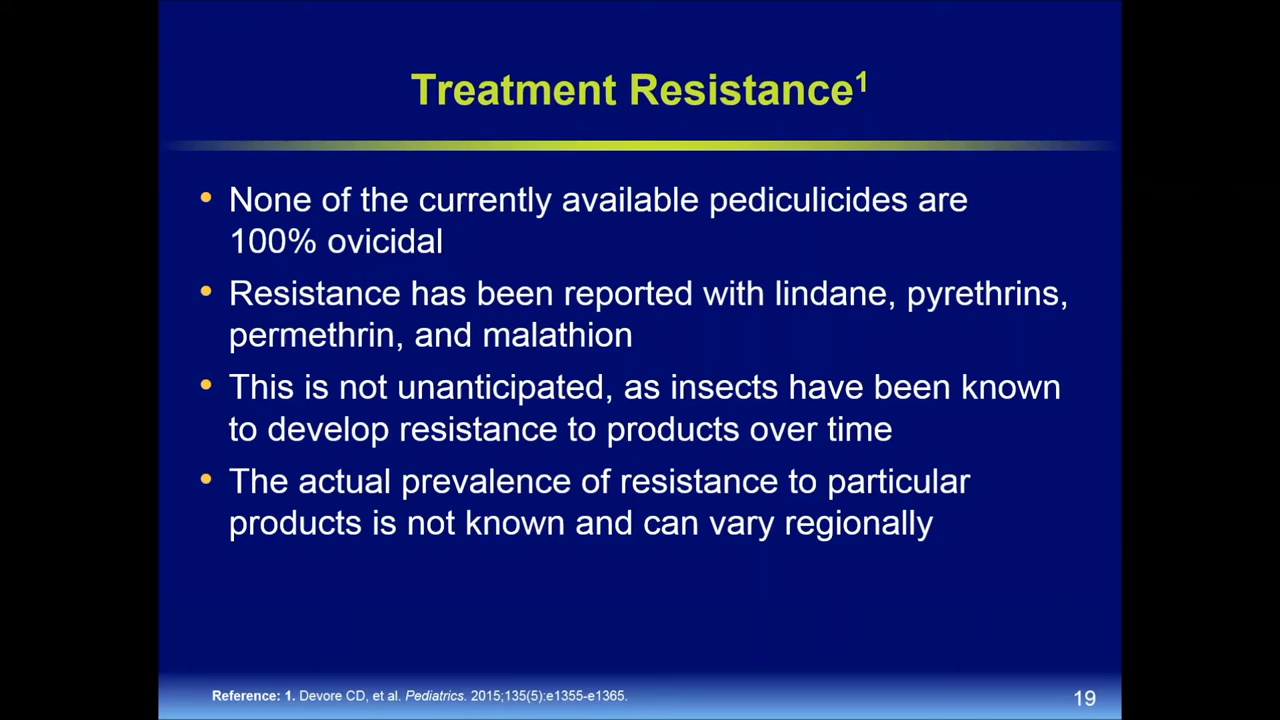 Treatment Resistance¹
• None of the currently available pediculicides are
100% ovicidal
• Resistance has been reported with lindane, pyrethrins,
permethrin, and malathion
• This is not unanticipated, as insects have been known
to develop resistance to products over time
• The actual prevalence of resistance to particular
products is not known and can vary regionally
Reference: 1. Devore CD, et al. Pediatrics. 2015;135(5):e1355-e1365.
19